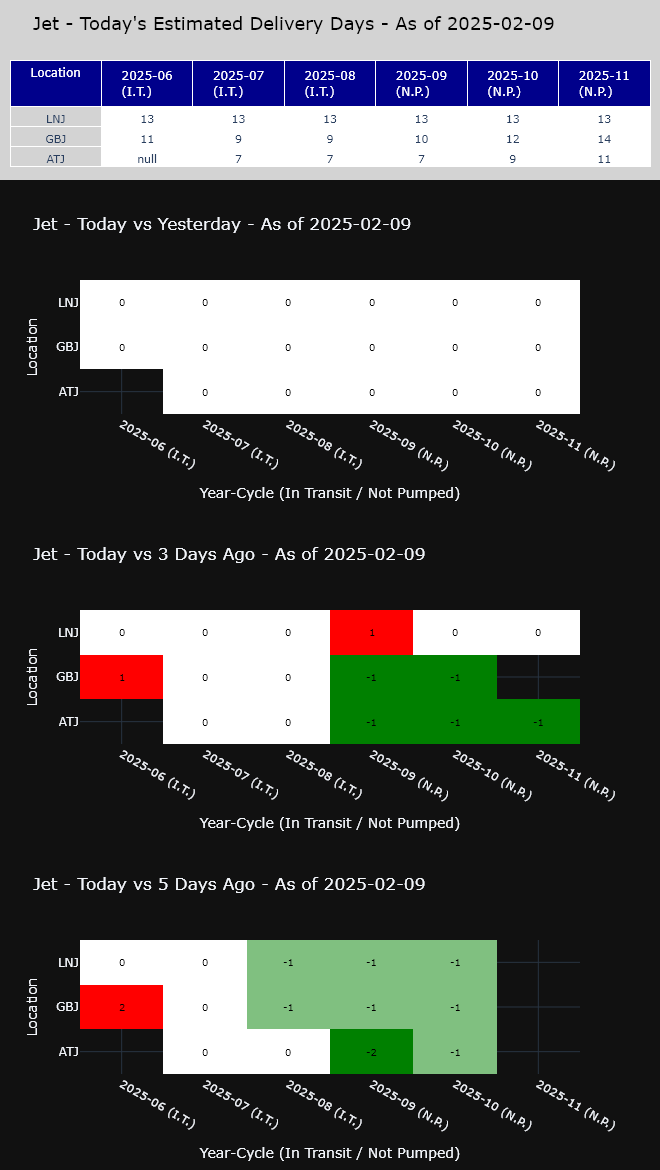 Jet - Today's Estimated Delivery Days - As of 2025-02-09
Location 2025-06 (I.T.) 2025-07 (I.T.) 2025-08 (I.T.) 2025-09 (N.P.) 2025-10 (N.P.) 2025-11 (N.P.)
LNJ 13 13 13 13 13 13
GBJ 11 9 9 10 12 14
ATJ null 7 7 7 9 11
Jet - Today vs Yesterday - As of 2025-02-09
Location
LNJ 0 0 0 0 0 0
GBJ 0 0 0 0 0 0
ATJ 0 0 0 0 0
2025-06 (I.T.) 2025-07 (I.T.) 2025-08 (I.T.) 2025-09 (N.P.) 2025-10 (N.P.) 2025-11 (N.P.)
Year-Cycle (In Transit / Not Pumped)
Jet - Today vs 3 Days Ago - As of 2025-02-09
Location
LNJ 0 0 0 1 0 0
GBJ 1 0 0 -1 -1
ATJ 0 0 -1 -1 -1
2025-06 (I.T.) 2025-07 (I.T.) 2025-08 (I.T.) 2025-09 (N.P.) 2025-10 (N.P.) 2025-11 (N.P.)
Year-Cycle (In Transit / Not Pumped)
Jet - Today vs 5 Days Ago - As of 2025-02-09
Location
LNJ 0 0 -1 -1 -1
GBJ 2 0 -1 -1 -1
ATJ 0 0 -2 -1
2025-06 (I.T.) 2025-07 (I.T.) 2025-08 (I.T.) 2025-09 (N.P.) 2025-10 (N.P.) 2025-11 (N.P.)
Year-Cycle (In Transit / Not Pumped)